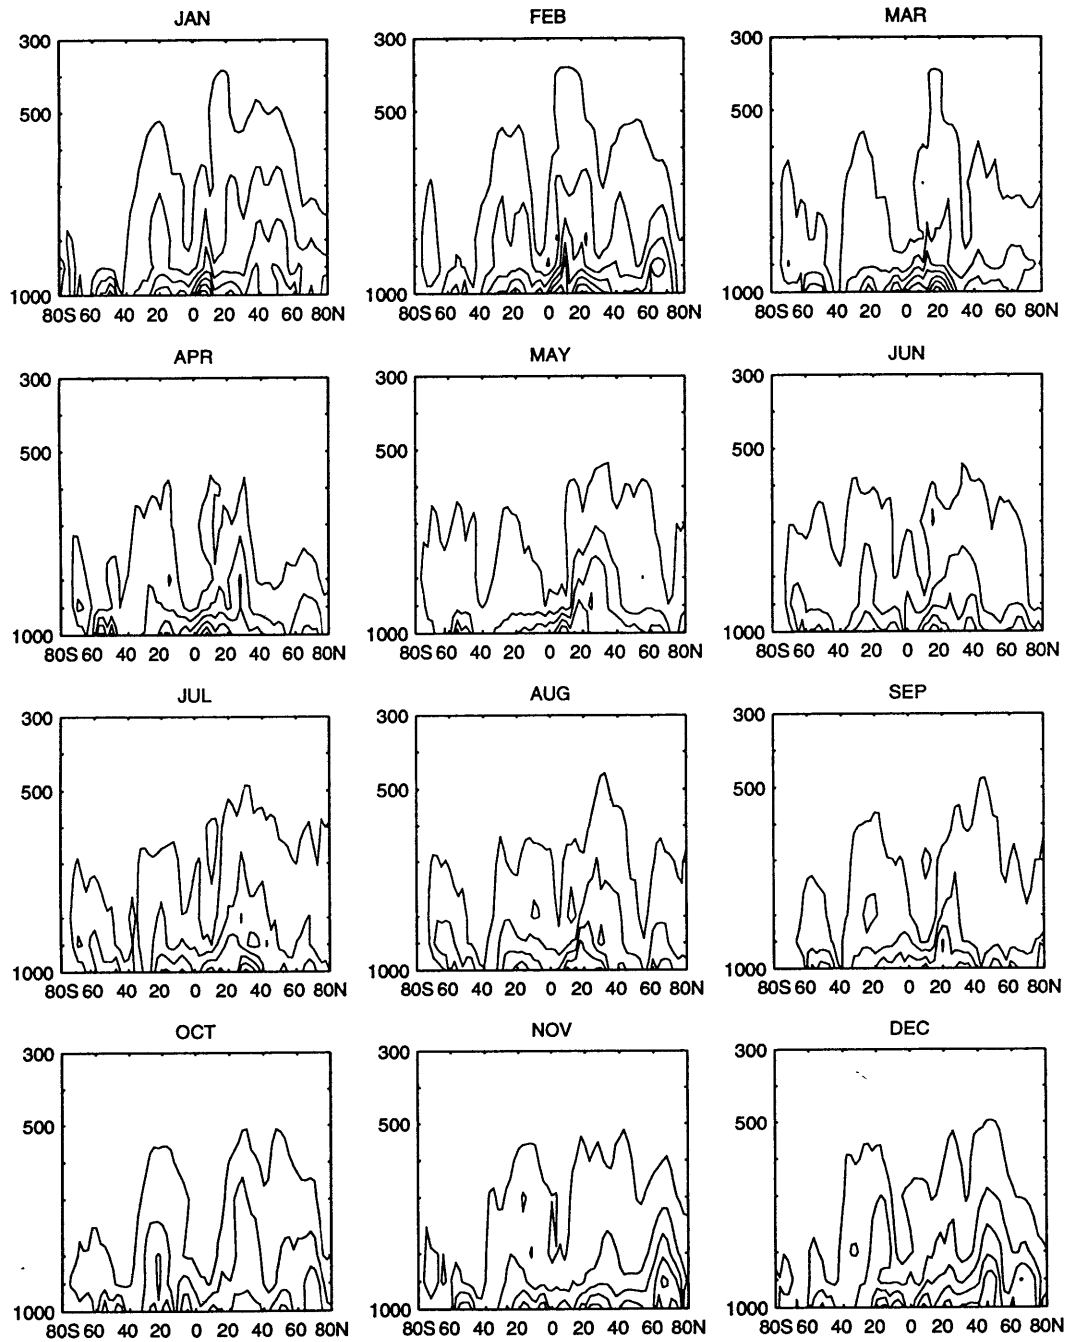 JAN FEB MAR
300 300 300
500 500 500
1000 1000 1000
80S 60 40 20 0 20 40 60 80N 80S 60 40 20 0 20 40 60 80N 80S 60 40 20 0 20 40 60 80N
APR MAY JUN
300 300 300
500 500 500
1000 1000 1000
80S 60 40 20 0 20 40 60 80N 80S 60 40 20 0 20 40 60 80N 80S 60 40 20 0 20 40 60 80N
JUL AUG SEP
300 300 300
500 500 500
1000 1000 1000
80S 60 40 20 0 20 40 60 80N 80S 60 40 20 0 20 40 60 80N 80S 60 40 20 0 20 40 60 80N
OCT NOV DEC
300 300 300
500 500 500
1000 1000 1000
80S 60 40 20 0 20 40 60 80N 80S 60 40 20 0 20 40 60 80N 80S 60 40 20 0 20 40 60 80N